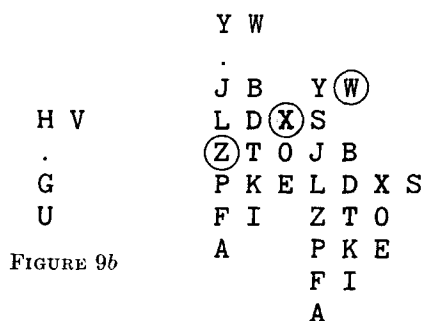 Y W
.
J B Y W
H V L D X S
. Z T O J B
G P K E L D X S
U F I Z T O
FIGURE 9b A P K E
F I
A